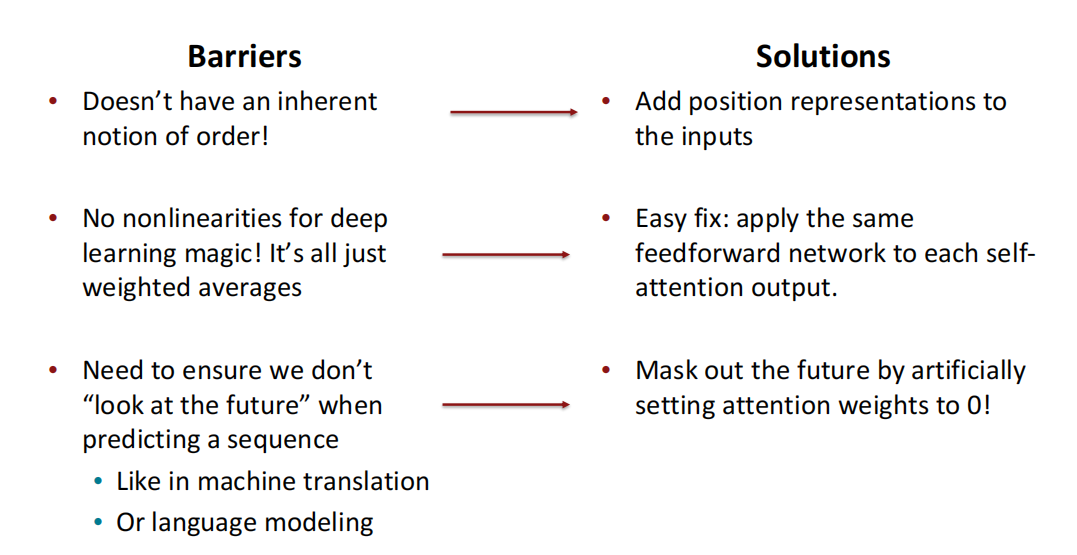 Barriers
• Doesn’t have an inherent
notion of order!
• No nonlinearities for deep
learning magic! It’s all just
weighted averages
• Need to ensure we don’t
“look at the future” when
predicting a sequence
• Like in machine translation
• Or language modeling
Solutions
• Add position representations to
the inputs
• Easy fix: apply the same
feedforward network to each self-
attention output.
• Mask out the future by artificially
setting attention weights to 0!